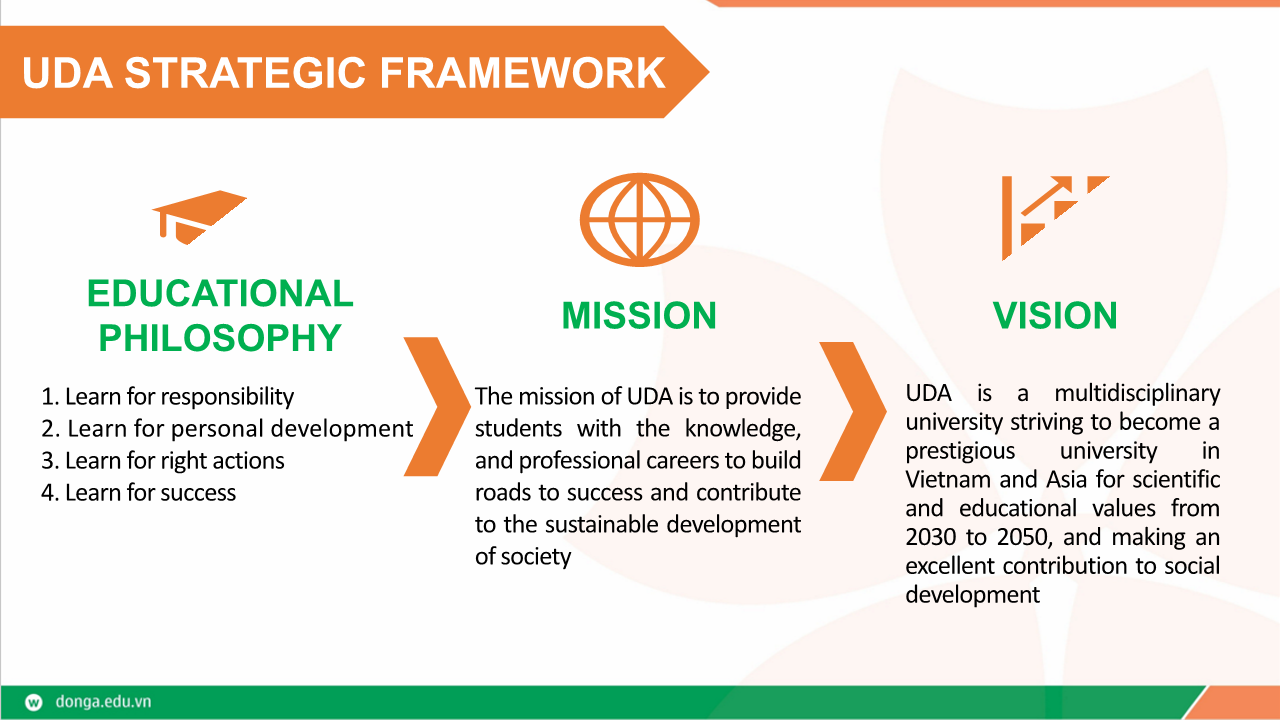 UDA STRATEGIC FRAMEWORK
EDUCATIONAL
PHILOSOPHY
1. Learn for responsibility
2. Learn for personal development
3. Learn for right actions
4. Learn for success
MISSION
The mission of UDA is to provide
students with the knowledge,
and professional careers to build
roads to success and contribute
to the sustainable development
of society
VISION
UDA is a multidisciplinary
university striving to become a
prestigious university in
Vietnam and Asia for scientific
and educational values from
2030 to 2050, and making an
excellent contribution to social
development
w donga.edu.vn